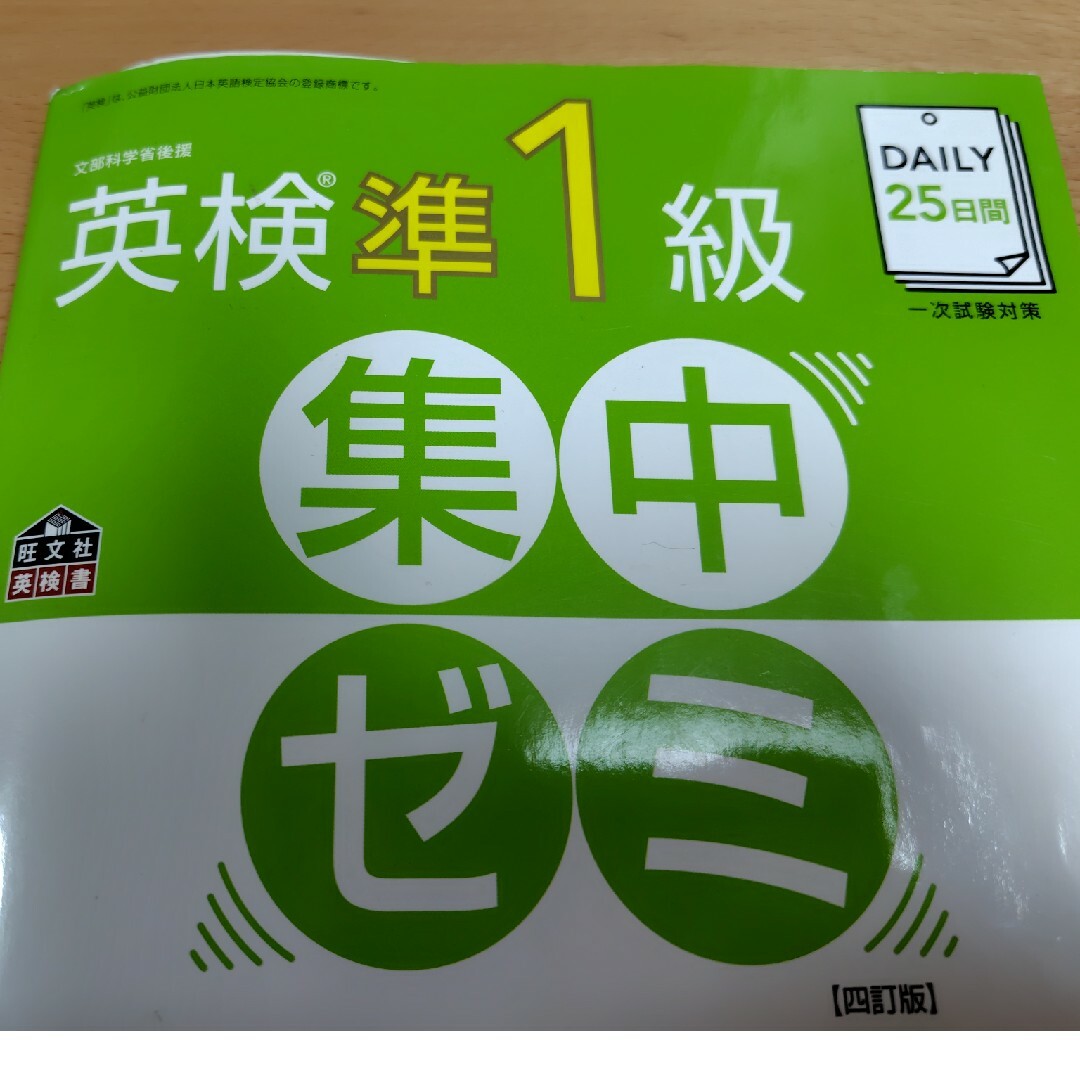 「英検」は、公益財団法人日本英語検定協会の登録商標です。
文部科学省後援
英検®準1級
DAILY
25日間
一次試験対策
集中
ゼミ
旺文社
英検書
【四訂版】